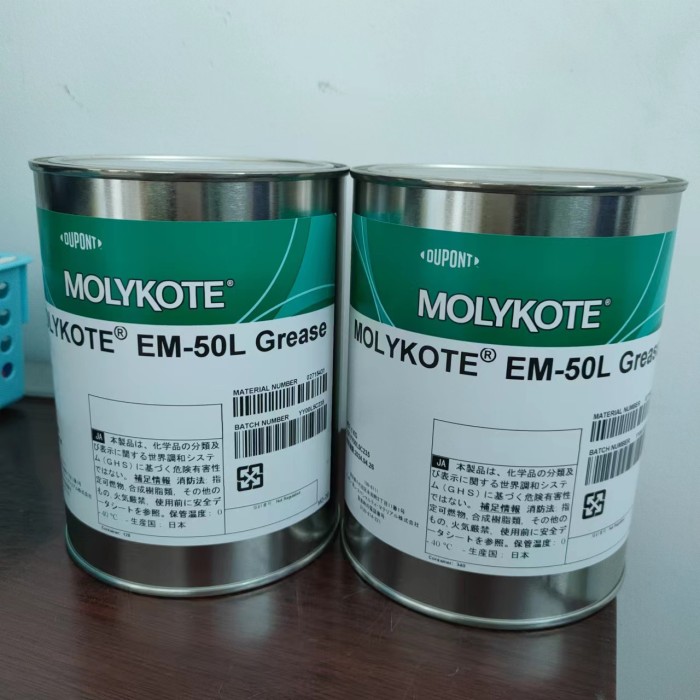 DUPONT
MOLYKOTE®
LYKOTE® EM-50L Grease
MATERIAL NUMBER
BATCH NUMBER
JA 本製品は、化学品の分類及
び表示に関する世界調和システ
ム(GHS)に基づく危険有害性
ではない。補足情報 消防法: 指
定可燃物, 合成樹脂類, その他の
もの, 火気厳禁, 使用前に安全デ
ータシートを参照。保管温度: 0
-40℃ - 生産国: 日本
DUPONT
MOLYKOTE®
MOLYKOTE® EM-50L Grease
MATERIAL NUMBER
BATCH NUMBER
JA 本製品は、化学品の分類及
び表示に関する世界調和システ
ム(GHS)に基づく危険有害性
ではない。補足情報 消防法: 指
定可燃物, 合成樹脂類, その他の
もの, 火気厳禁, 使用前に安全デ
ータシートを参照。保管温度: 0
-40℃ - 生産国: 日本